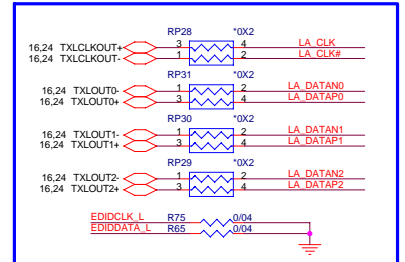 RP28 *0X2
16,24 TXLCLKOUT+ 3 4 LA_CLK
16,24 TXLCLKOUT- 1 2 LA_CLK#
RP31 *0X2
16,24 TXLOUT0- 1 2 LA_DATAN0
16,24 TXLOUT0+ 3 4 LA_DATAP0
RP30 *0X2
16,24 TXLOUT1- 1 2 LA_DATAN1
16,24 TXLOUT1+ 3 4 LA_DATAP1
RP29 *0X2
16,24 TXLOUT2- 1 2 LA_DATAN2
16,24 TXLOUT2+ 3 4 LA_DATAP2
EDIDCLK_L R75 0/04
EDIDDATA_L R65 0/04